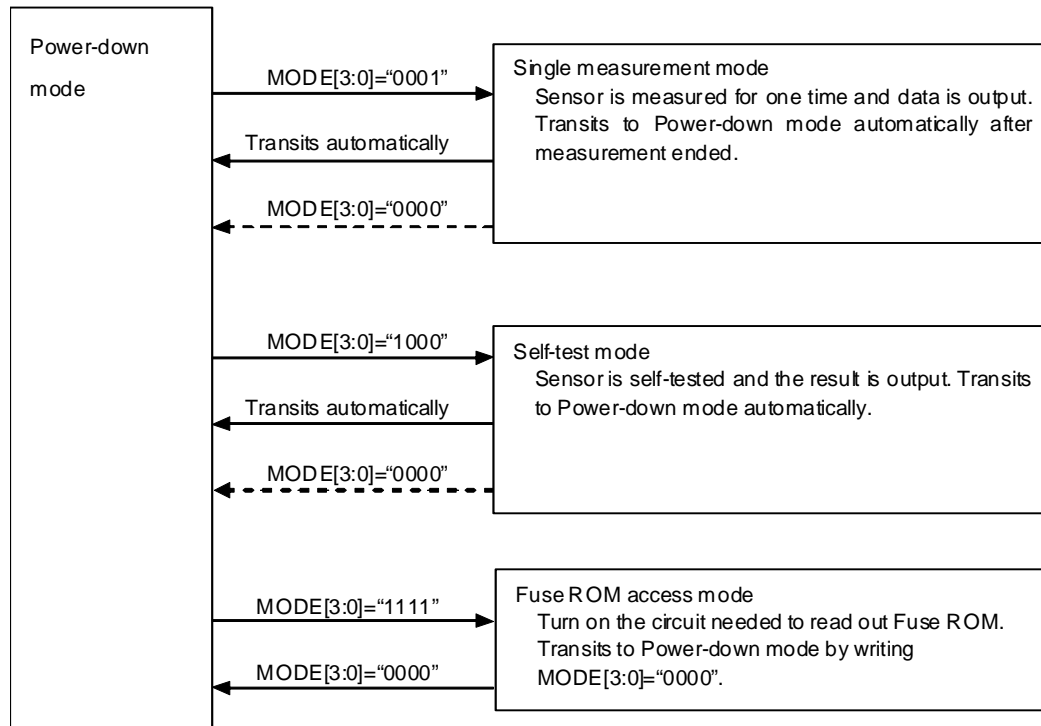 Power-down
mode
MODE[3:0]=“0001”
Transits automatically
MODE[3:0]=“0000”
Single measurement mode
Sensor is measured for one time and data is output.
Transits to Power-down mode automatically after
measurement ended.
MODE[3:0]=“1000”
Transits automatically
MODE[3:0]=“0000”
Self-test mode
Sensor is self-tested and the result is output. Transits
to Power-down mode automatically.
MODE[3:0]=“1111”
MODE[3:0]=“0000”
Fuse ROM access mode
Turn on the circuit needed to read out Fuse ROM.
Transits to Power-down mode by writing
MODE[3:0]=“0000”.